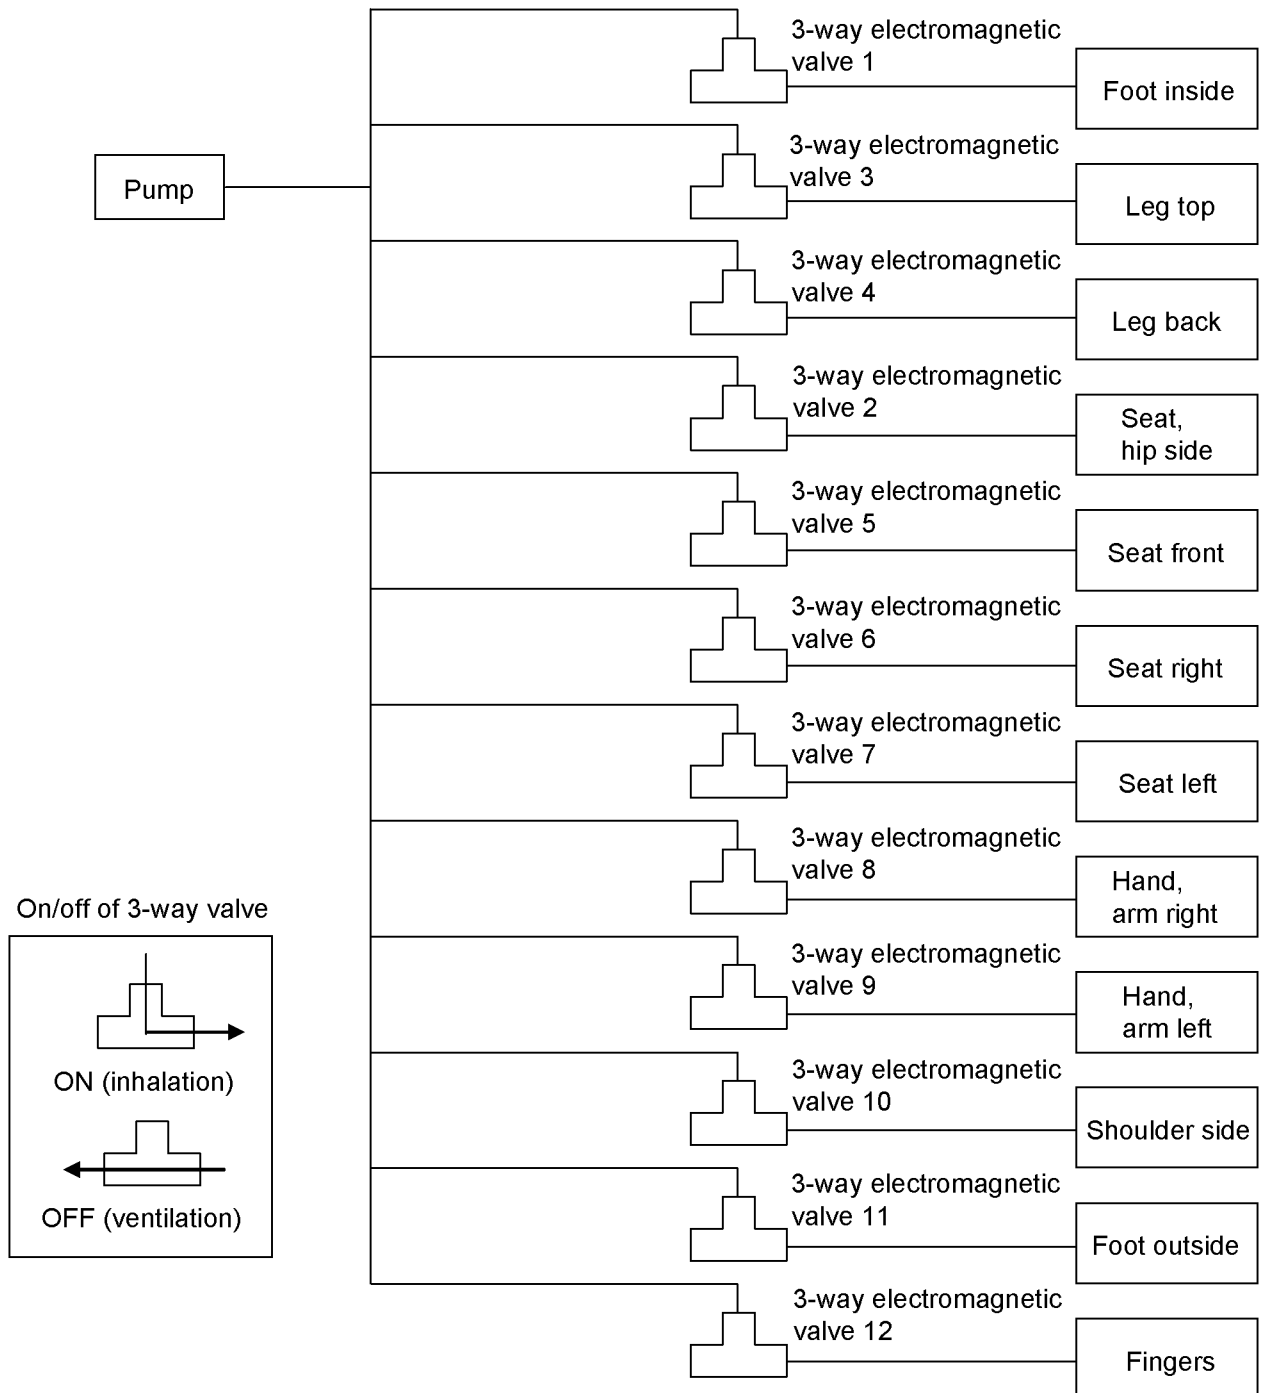 3-way electromagnetic
valve 1
Foot inside
3-way electromagnetic
valve 3
Leg top
Pump
3-way electromagnetic
valve 4
Leg back
3-way electromagnetic
valve 2
Seat,
hip side
3-way electromagnetic
valve 5
Seat front
3-way electromagnetic
valve 6
Seat right
3-way electromagnetic
valve 7
Seat left
3-way electromagnetic
valve 8
Hand,
arm right
On/off of 3-way valve
ON (inhalation)
OFF (ventilation)
3-way electromagnetic
valve 9
Hand,
arm left
3-way electromagnetic
valve 10
Shoulder side
3-way electromagnetic
valve 11
Foot outside
3-way electromagnetic
valve 12
Fingers